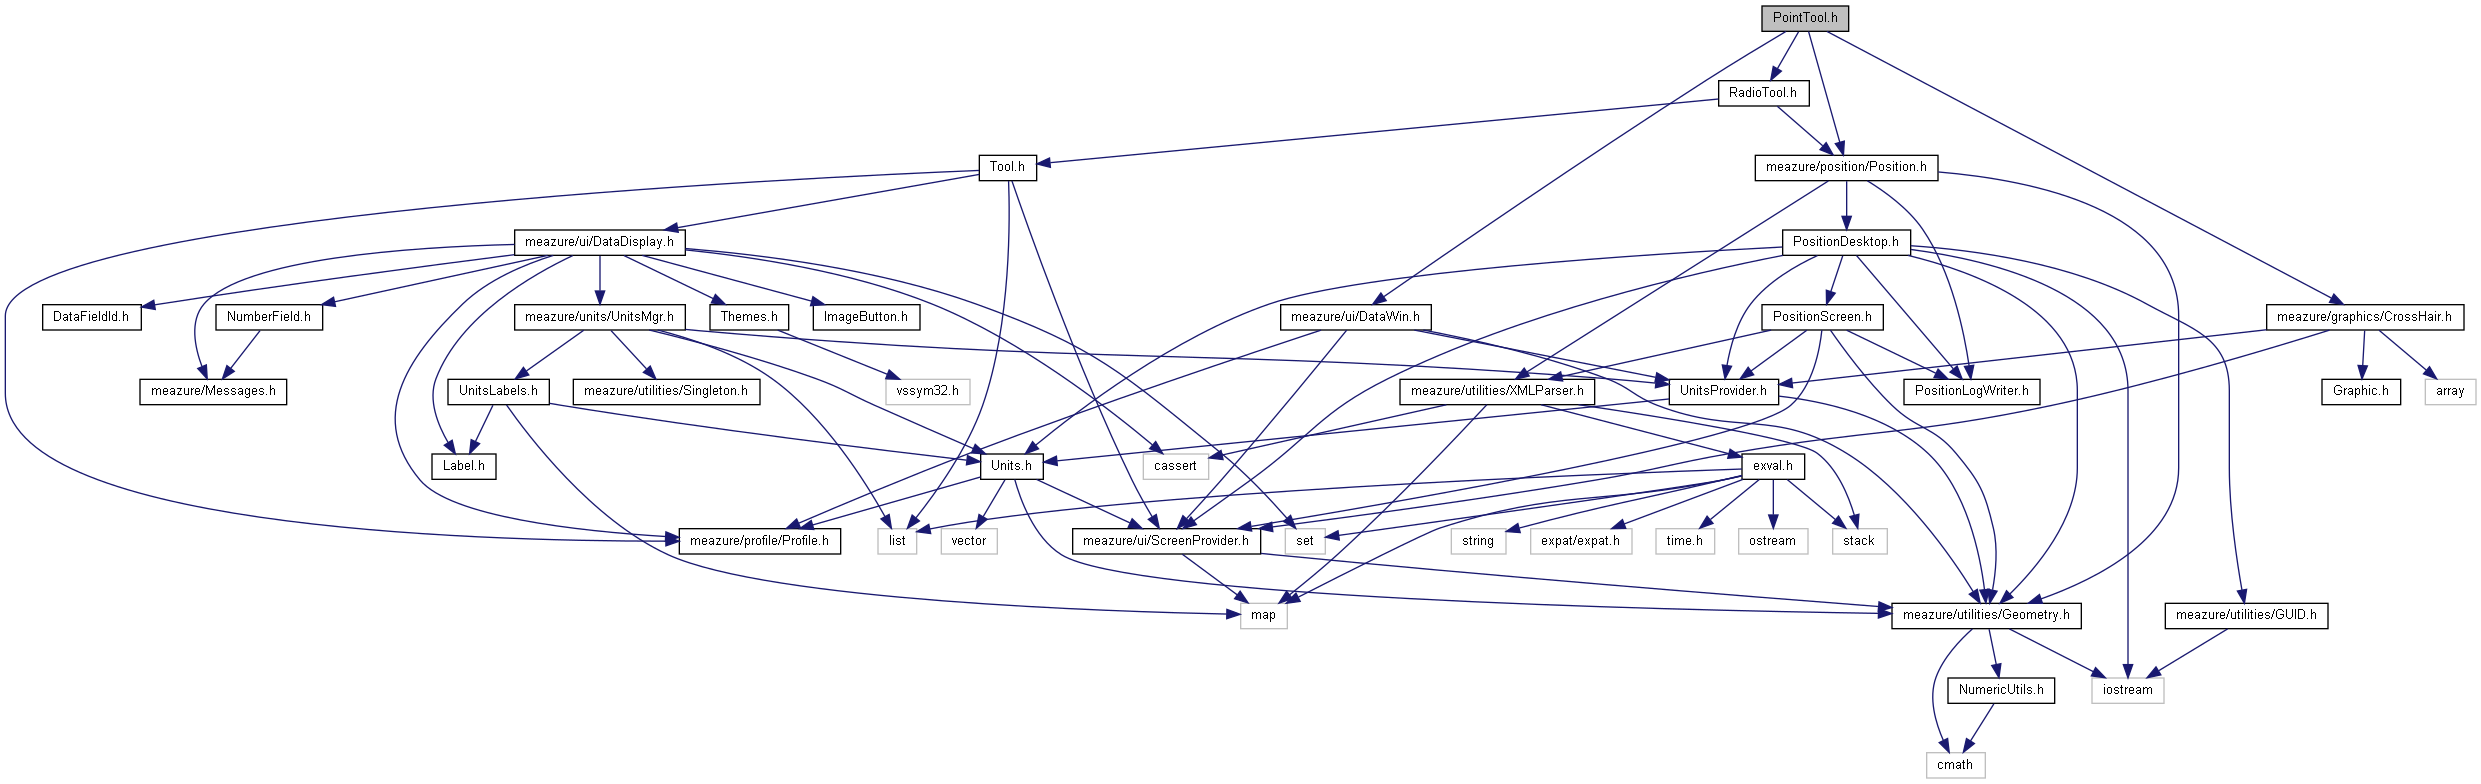 PointTool.h
RadioTool.h
Tool.h
meazure/position/Position.h
meazure/ui/DataDisplay.h
PositionDesktop.h
DataFieldId.h
NumberField.h
meazure/units/UnitsMgr.h
Themes.h
ImageButton.h
meazure/ui/DataWin.h
PositionScreen.h
meazure/graphics/CrossHair.h
meazure/Messages.h
UnitsLabels.h
meazure/utilities/Singleton.h
vssym32.h
meazure/utilities/XMLParser.h
UnitsProvider.h
PositionLogWriter.h
Graphic.h
array
Label.h
Units.h
cassert
exval.h
meazure/profile/Profile.h
list
vector
meazure/ui/ScreenProvider.h
set
string
expat/expat.h
time.h
ostream
stack
map
meazure/utilities/Geometry.h
meazure/utilities/GUID.h
NumericUtils.h
iostream
cmath